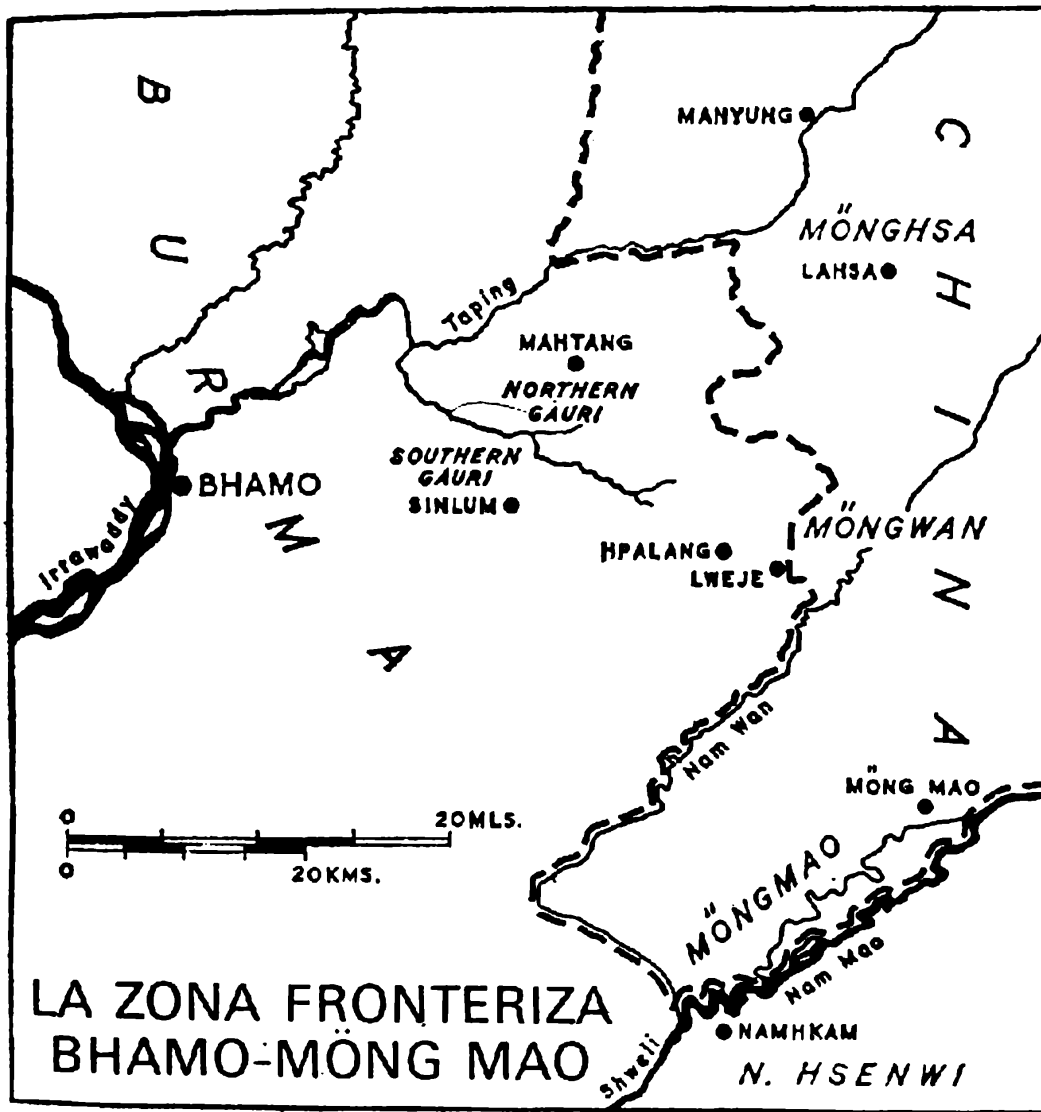 BURMA
CHINA
MANYUNG
MÖNGHSA
LAHSA
Taping
MAHTANG
NORTHERN
GAURI
SOUTHERN
GAURI
SINLUM
BHAMO
Irrawaddy
HPALANG
LWEJE
MÖNGWAN
Nam Wan
MÖNG MAO
MÖNGMAO
Nam Mao
0 20MLS.
0 20KMS.
LA ZONA FRONTERIZA
BHAMO-MÖNG MAO
Shweli
NAMHKAM
N. HSENWI